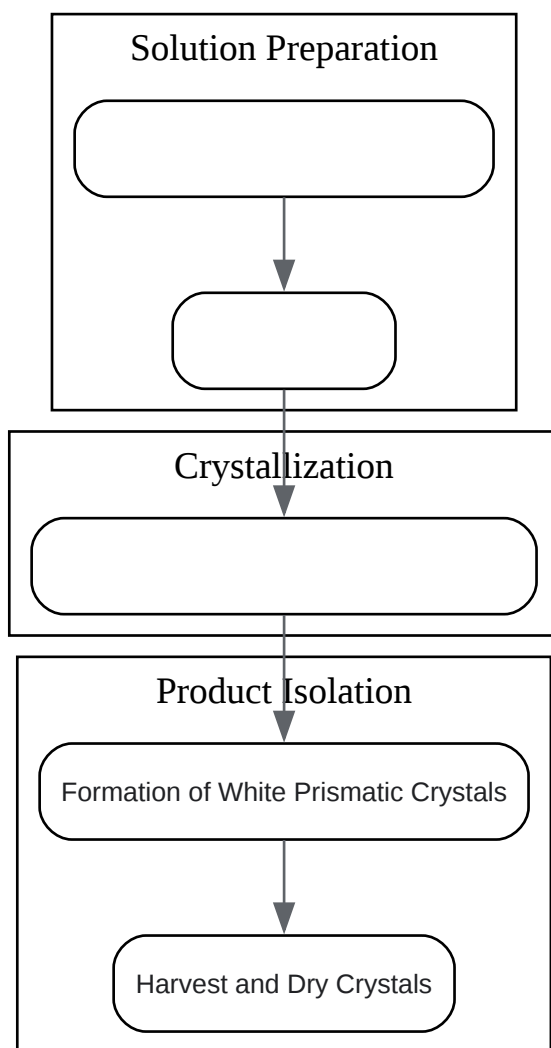 Solution Preparation
Crystallization
Product Isolation
Formation of White Prismatic Crystals
Harvest and Dry Crystals